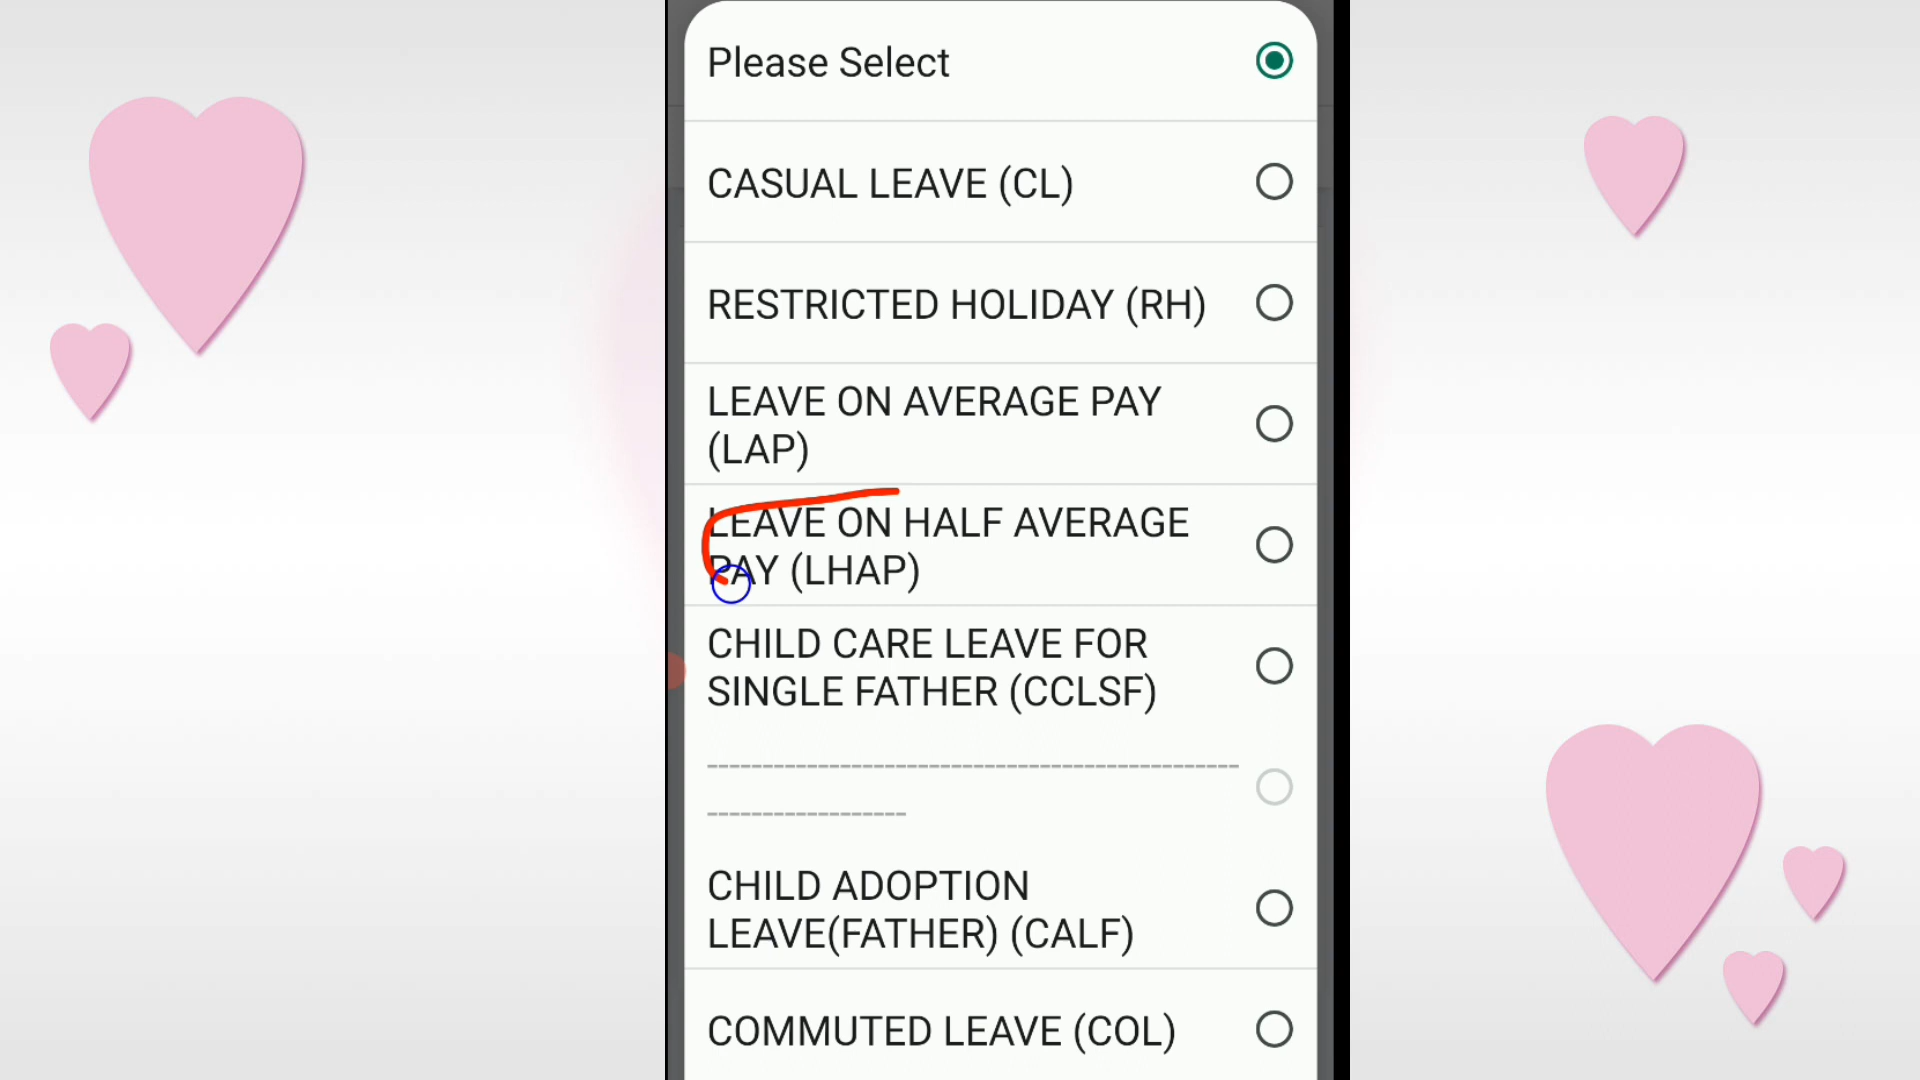 Please Select
CASUAL LEAVE (CL)
RESTRICTED HOLIDAY (RH)
LEAVE ON AVERAGE PAY
(LAP)
LEAVE ON HALF AVERAGE
PAY (LHAP)
CHILD CARE LEAVE FOR
SINGLE FATHER (CCLSF)
------------------------------------------------
------------------
CHILD ADOPTION
LEAVE(FATHER) (CALF)
COMMUTED LEAVE (COL)